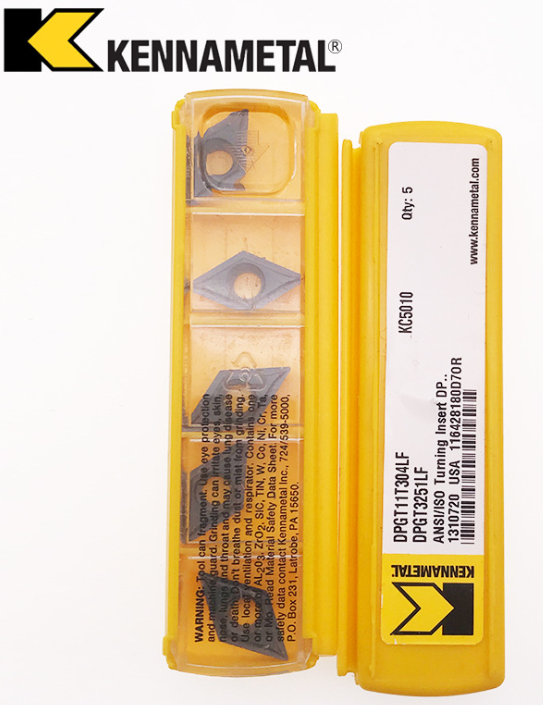 KENNAMETAL®
WARNING: Tool can fragment. Use eye protection
and machine guard. Grinding can irritate eyes, skin,
nose, lungs and throat and may cause lung disease
or death. Don't breathe dust or mist from grinding.
Use local ventilation and respirator. Contains one
or more of AL2O3, ZrO2, SIC, TIN, W, Co, Ni, Cr, Ta,
or Mo. Read Material Safety Data Sheet. For more
safety data contact Kennametal Inc., 724/539-5000,
P.O. Box 231, Latrobe, PA 15650.
KENNAMETAL
DPGT11T304LF
DPGT3251LF
KC5010
Qty: 5
ANSI/ISO Turning Insert DP..
1310720 USA 116428180D70R
www.kennametal.com